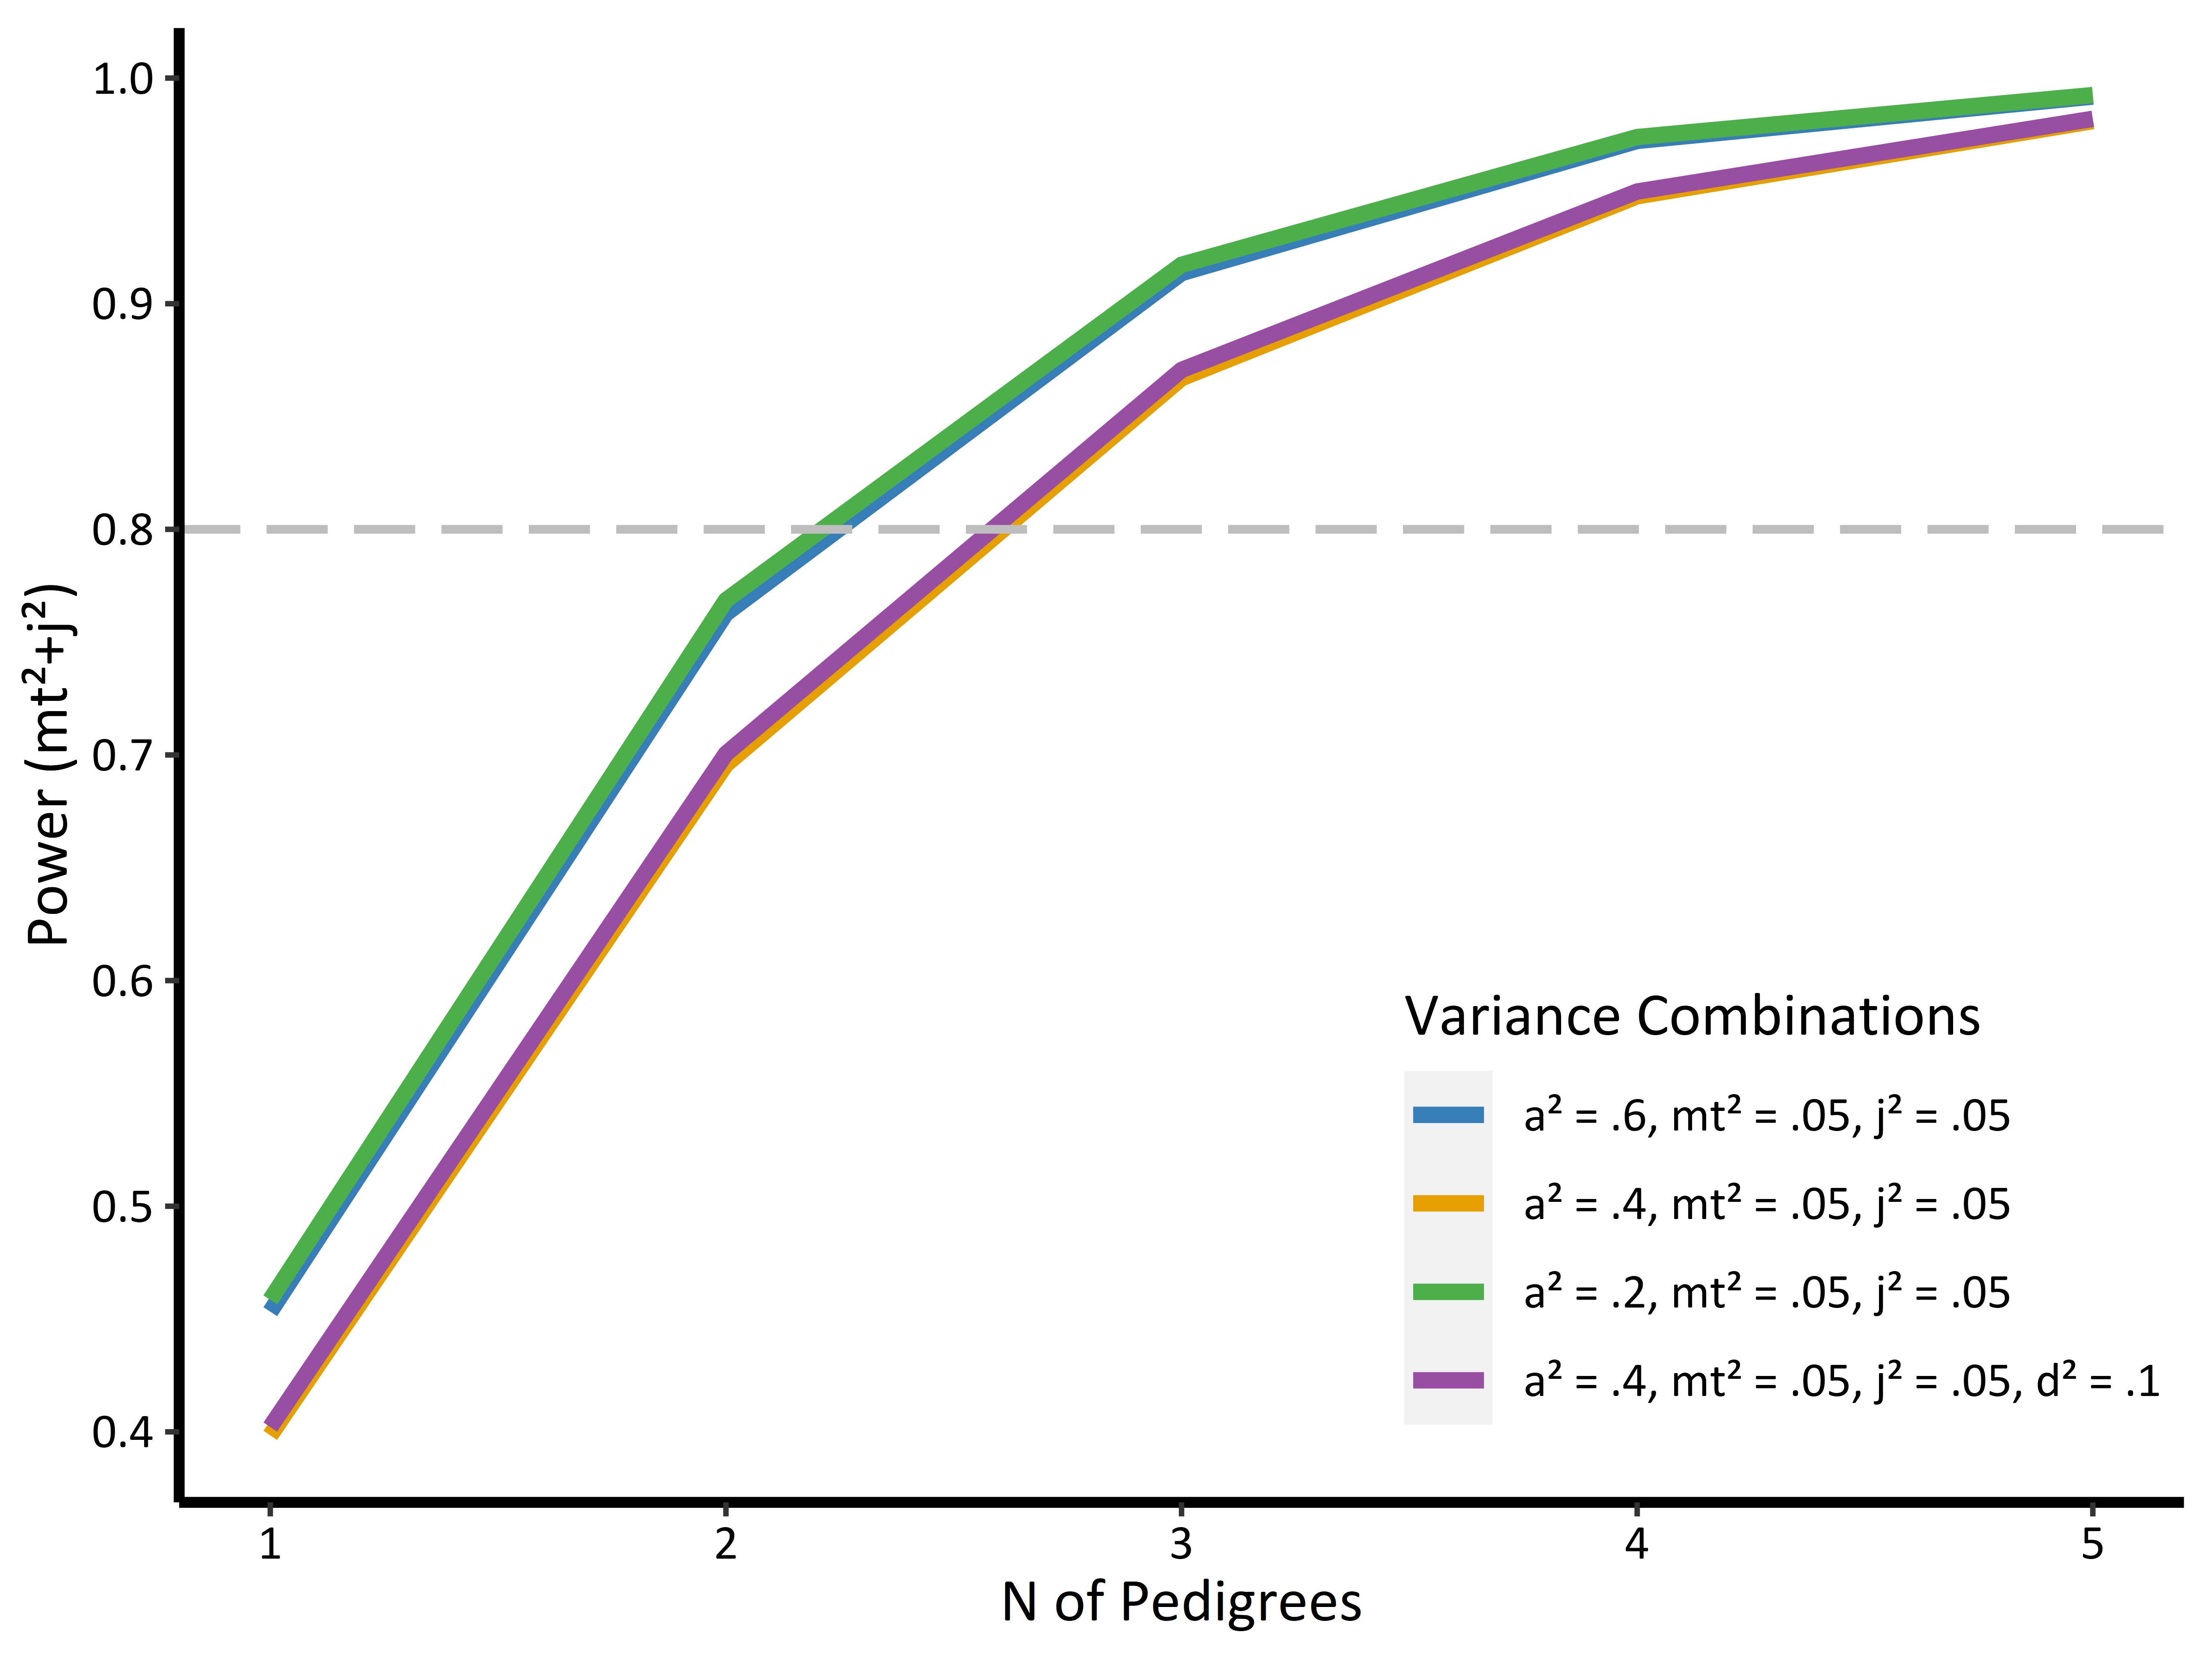 1.0
0.9
0.8
0.7
0.6
0.5
0.4
Power (mt²+j²)
Variance Combinations
a² = .6, mt² = .05, j² = .05
a² = .4, mt² = .05, j² = .05
a² = .2, mt² = .05, j² = .05
a² = .4, mt² = .05, j² = .05, d² = .1
1 2 3 4 5
N of Pedigrees